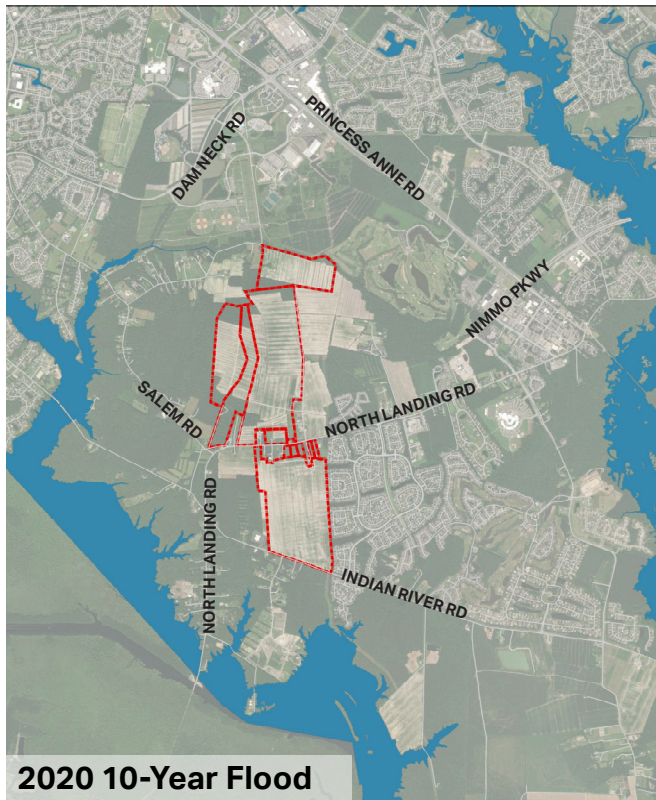 PRINCESS ANNE RD
DAM NECK RD
NIMMO PKWY
SALEM RD
NORTH LANDING RD
NORTH LANDING RD
INDIAN RIVER RD
2020 10-Year Flood